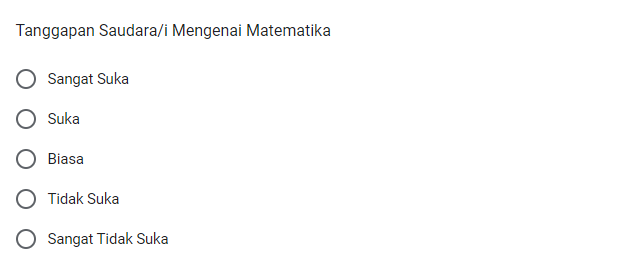 Tanggapan Saudara/i Mengenai Matematika
Sangat Suka
Suka
Biasa
Tidak Suka
Sangat Tidak Suka